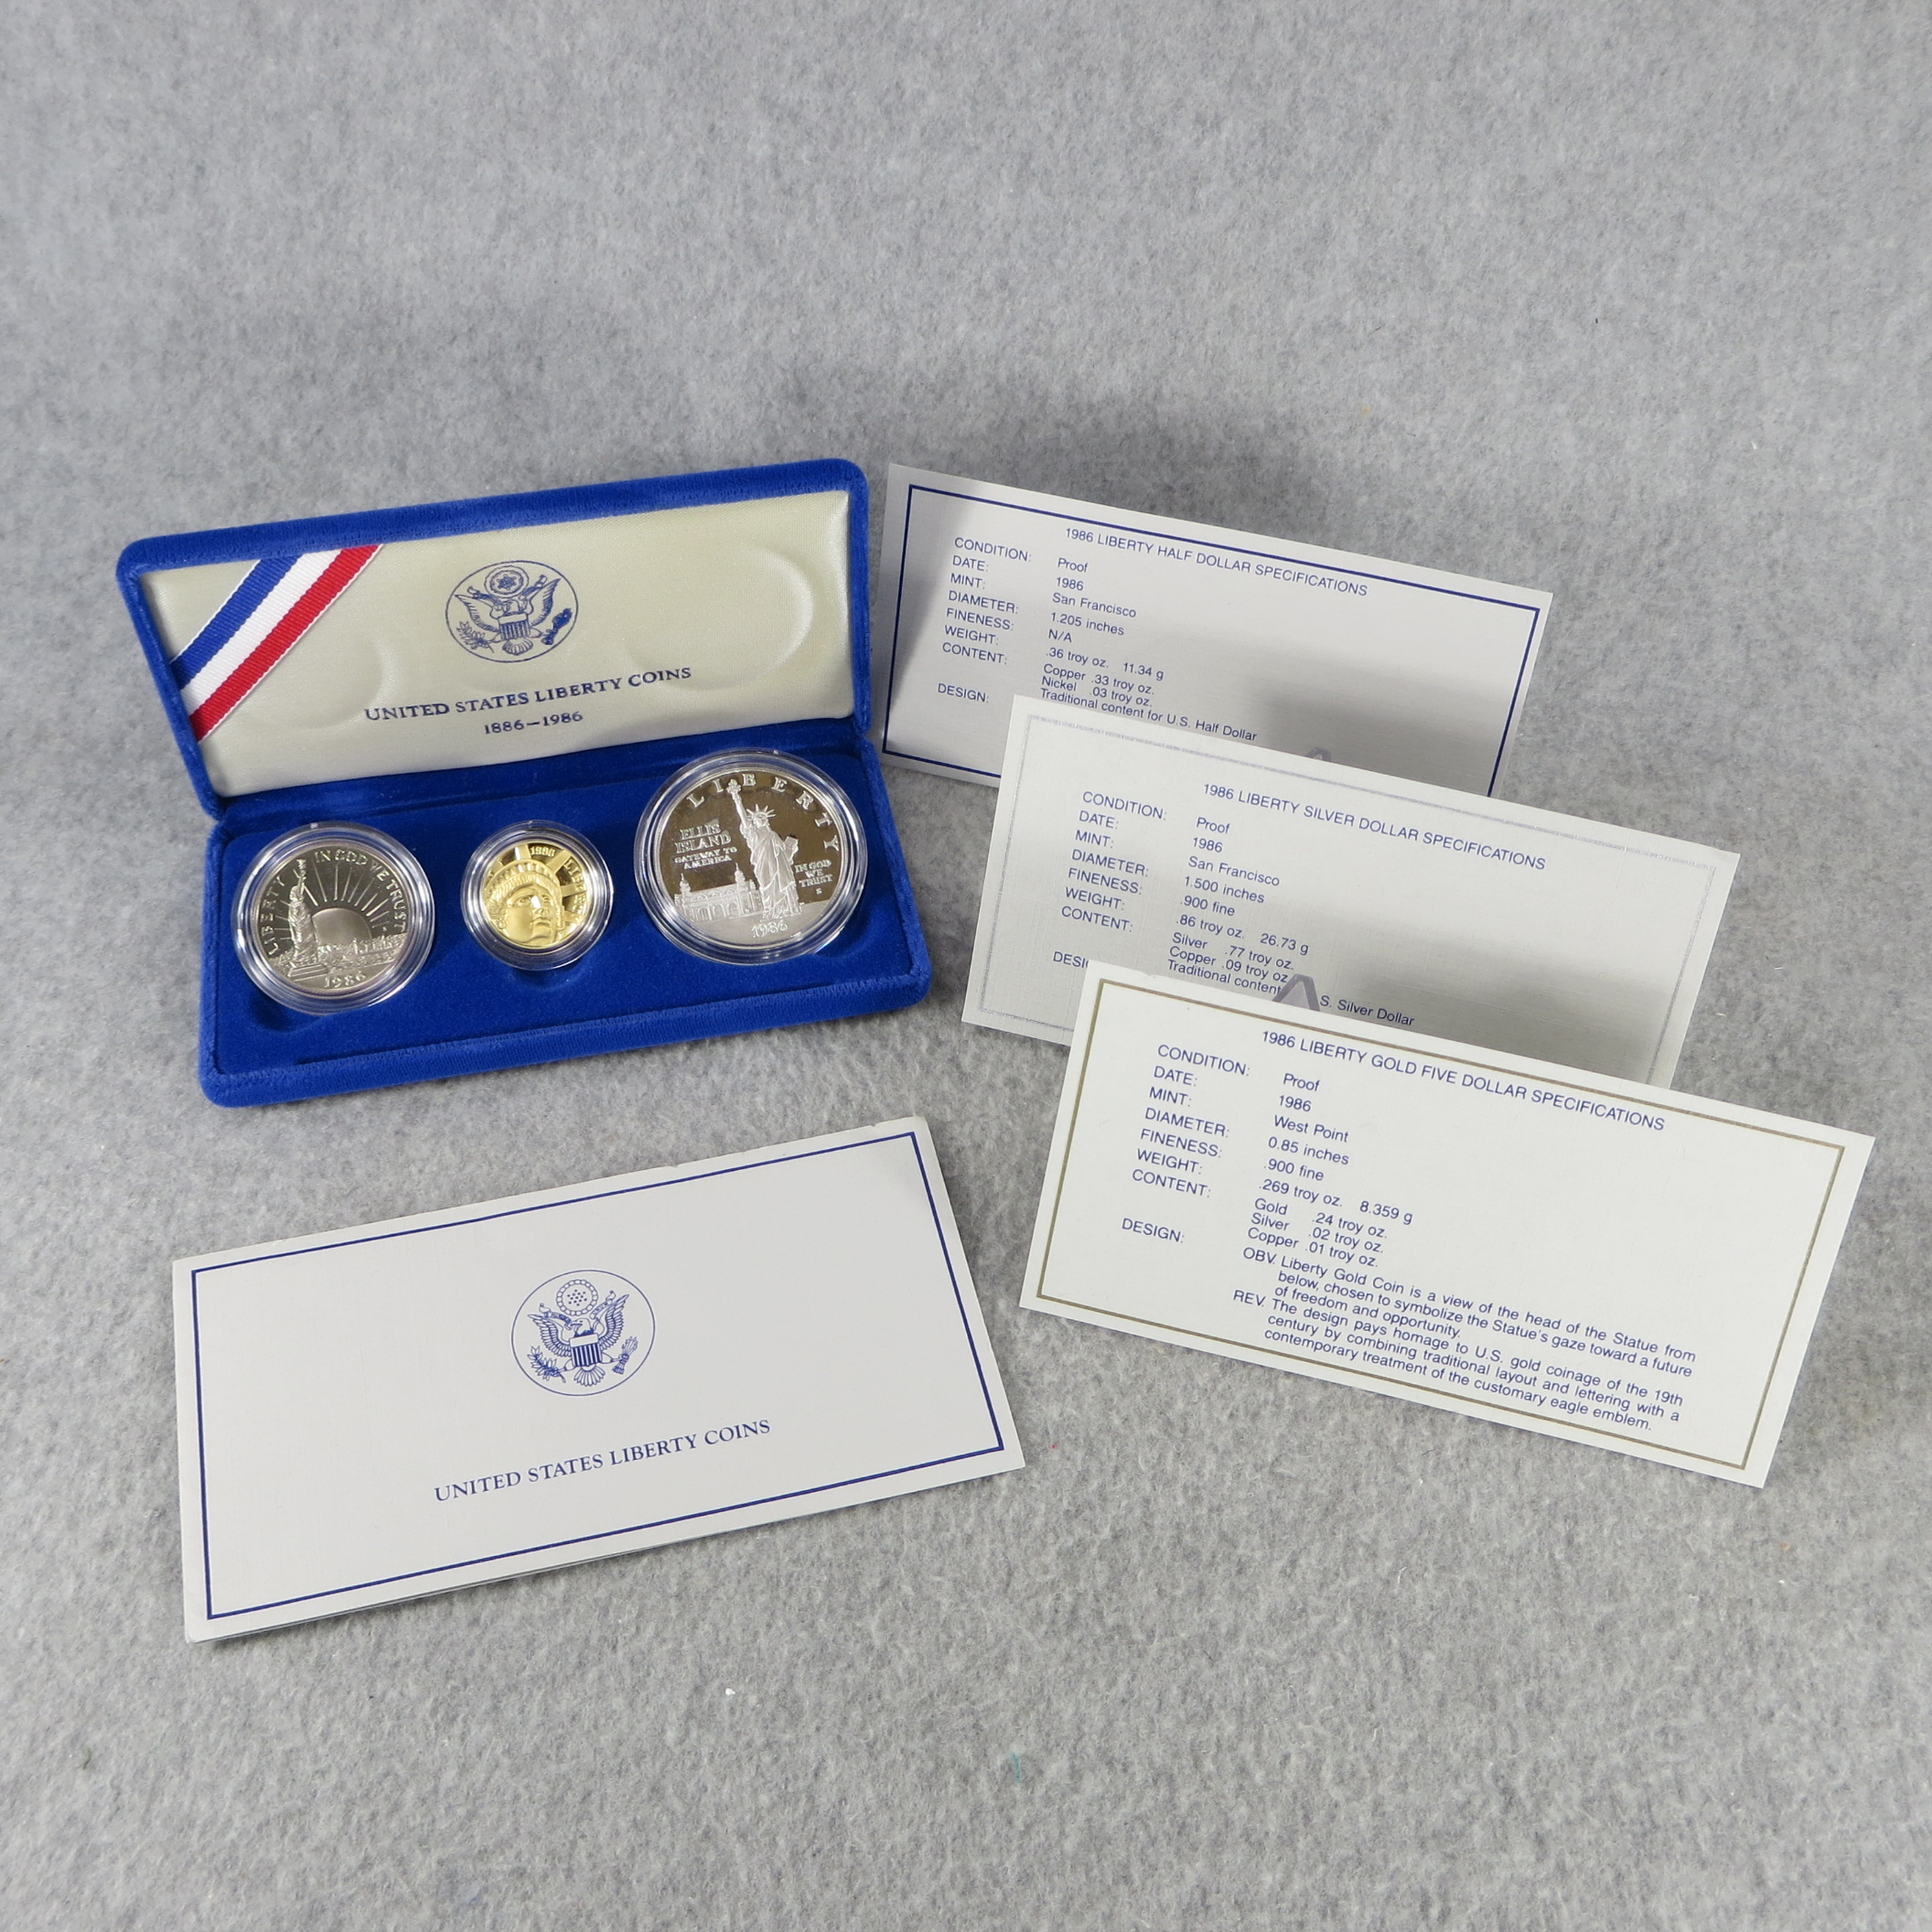 UNITED STATES LIBERTY COINS
1886–1986
LIBERTY
IN GOD WE TRUST
1986
1986
LIBERTY
LIBERTY
ELLIS
ISLAND
GATEWAY TO
AMERICA
IN GOD
WE
TRUST
S
1986
1986 LIBERTY HALF DOLLAR SPECIFICATIONS
CONDITION: Proof
DATE: 1986
MINT: San Francisco
DIAMETER: 1.205 inches
FINENESS: N/A
WEIGHT: .36 troy oz. 11.34 g
CONTENT: Copper .33 troy oz.
Nickel .03 troy oz.
Traditional content for U.S. Half Dollar
DESIGN:
1986 LIBERTY SILVER DOLLAR SPECIFICATIONS
CONDITION: Proof
DATE: 1986
MINT: San Francisco
DIAMETER: 1.500 inches
FINENESS: .900 fine
WEIGHT: .86 troy oz. 26.73 g
CONTENT: Silver .77 troy oz.
Copper .09 troy oz.
Traditional content S. Silver Dollar
DESIG
1986 LIBERTY GOLD FIVE DOLLAR SPECIFICATIONS
CONDITION: Proof
DATE: 1986
MINT: West Point
DIAMETER: 0.85 inches
FINENESS: .900 fine
WEIGHT: .269 troy oz. 8.359 g
CONTENT: Gold .24 troy oz.
Silver .02 troy oz.
Copper .01 troy oz.
DESIGN: OBV. Liberty Gold Coin is a view of the head of the Statue from
below, chosen to symbolize the Statue's gaze toward a future
of freedom and opportunity.
REV. The design pays homage to U.S. gold coinage of the 19th
century by combining traditional layout and lettering with a
contemporary treatment of the customary eagle emblem.
UNITED STATES LIBERTY COINS